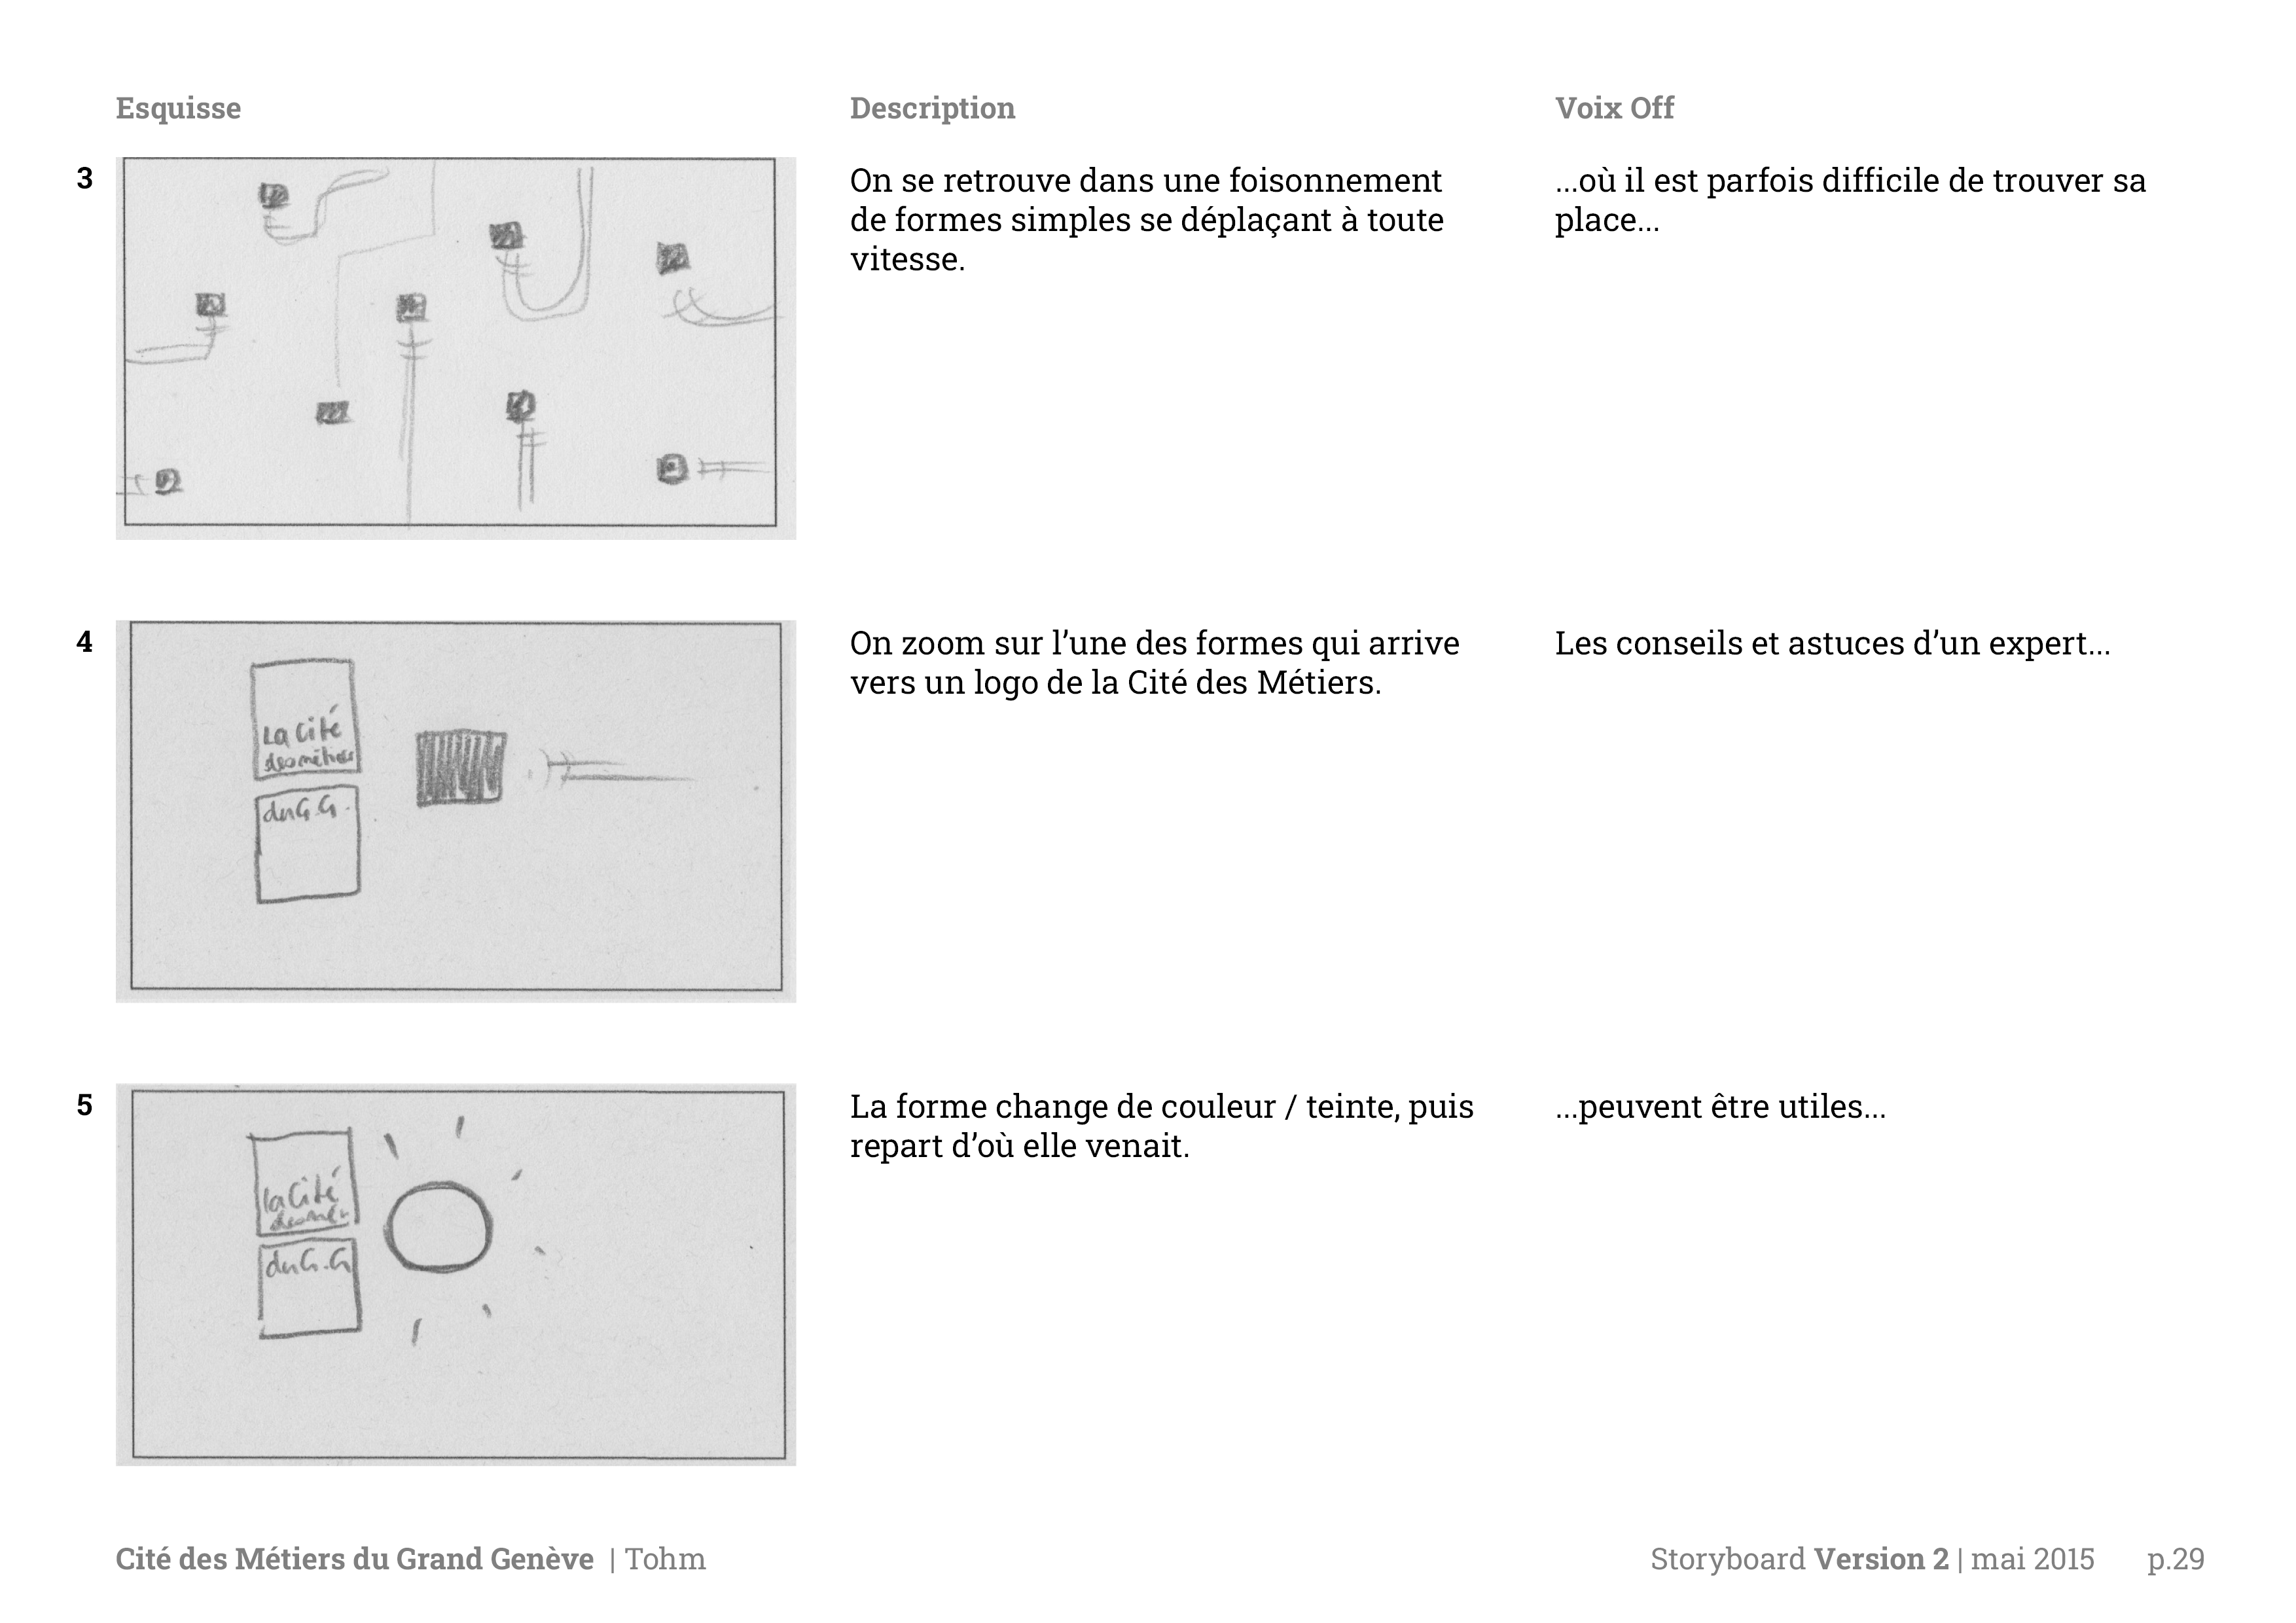 Esquisse
Description
Voix Off
3
On se retrouve dans une foisonnement
de formes simples se déplaçant à toute
vitesse.
...où il est parfois difficile de trouver sa
place...
4
La Cité
des métiers
du G.G.
On zoom sur l’une des formes qui arrive
vers un logo de la Cité des Métiers.
Les conseils et astuces d’un expert...
5
la Cité
du G.G
La forme change de couleur / teinte, puis
repart d’où elle venait.
...peuvent être utiles...
Cité des Métiers du Grand Genève | Tohm
Storyboard Version 2 | mai 2015 p.29